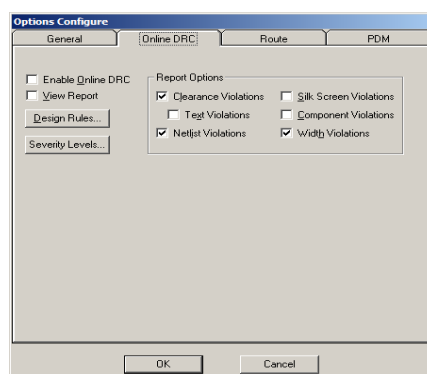 Options Configure
General Online DRC Route PDM
Enable Online DRC
View Report
Design Rules...
Severity Levels...
Report Options
Clearance Violations Silk Screen Violations
Text Violations Component Violations
Netlist Violations Width Violations
OK Cancel